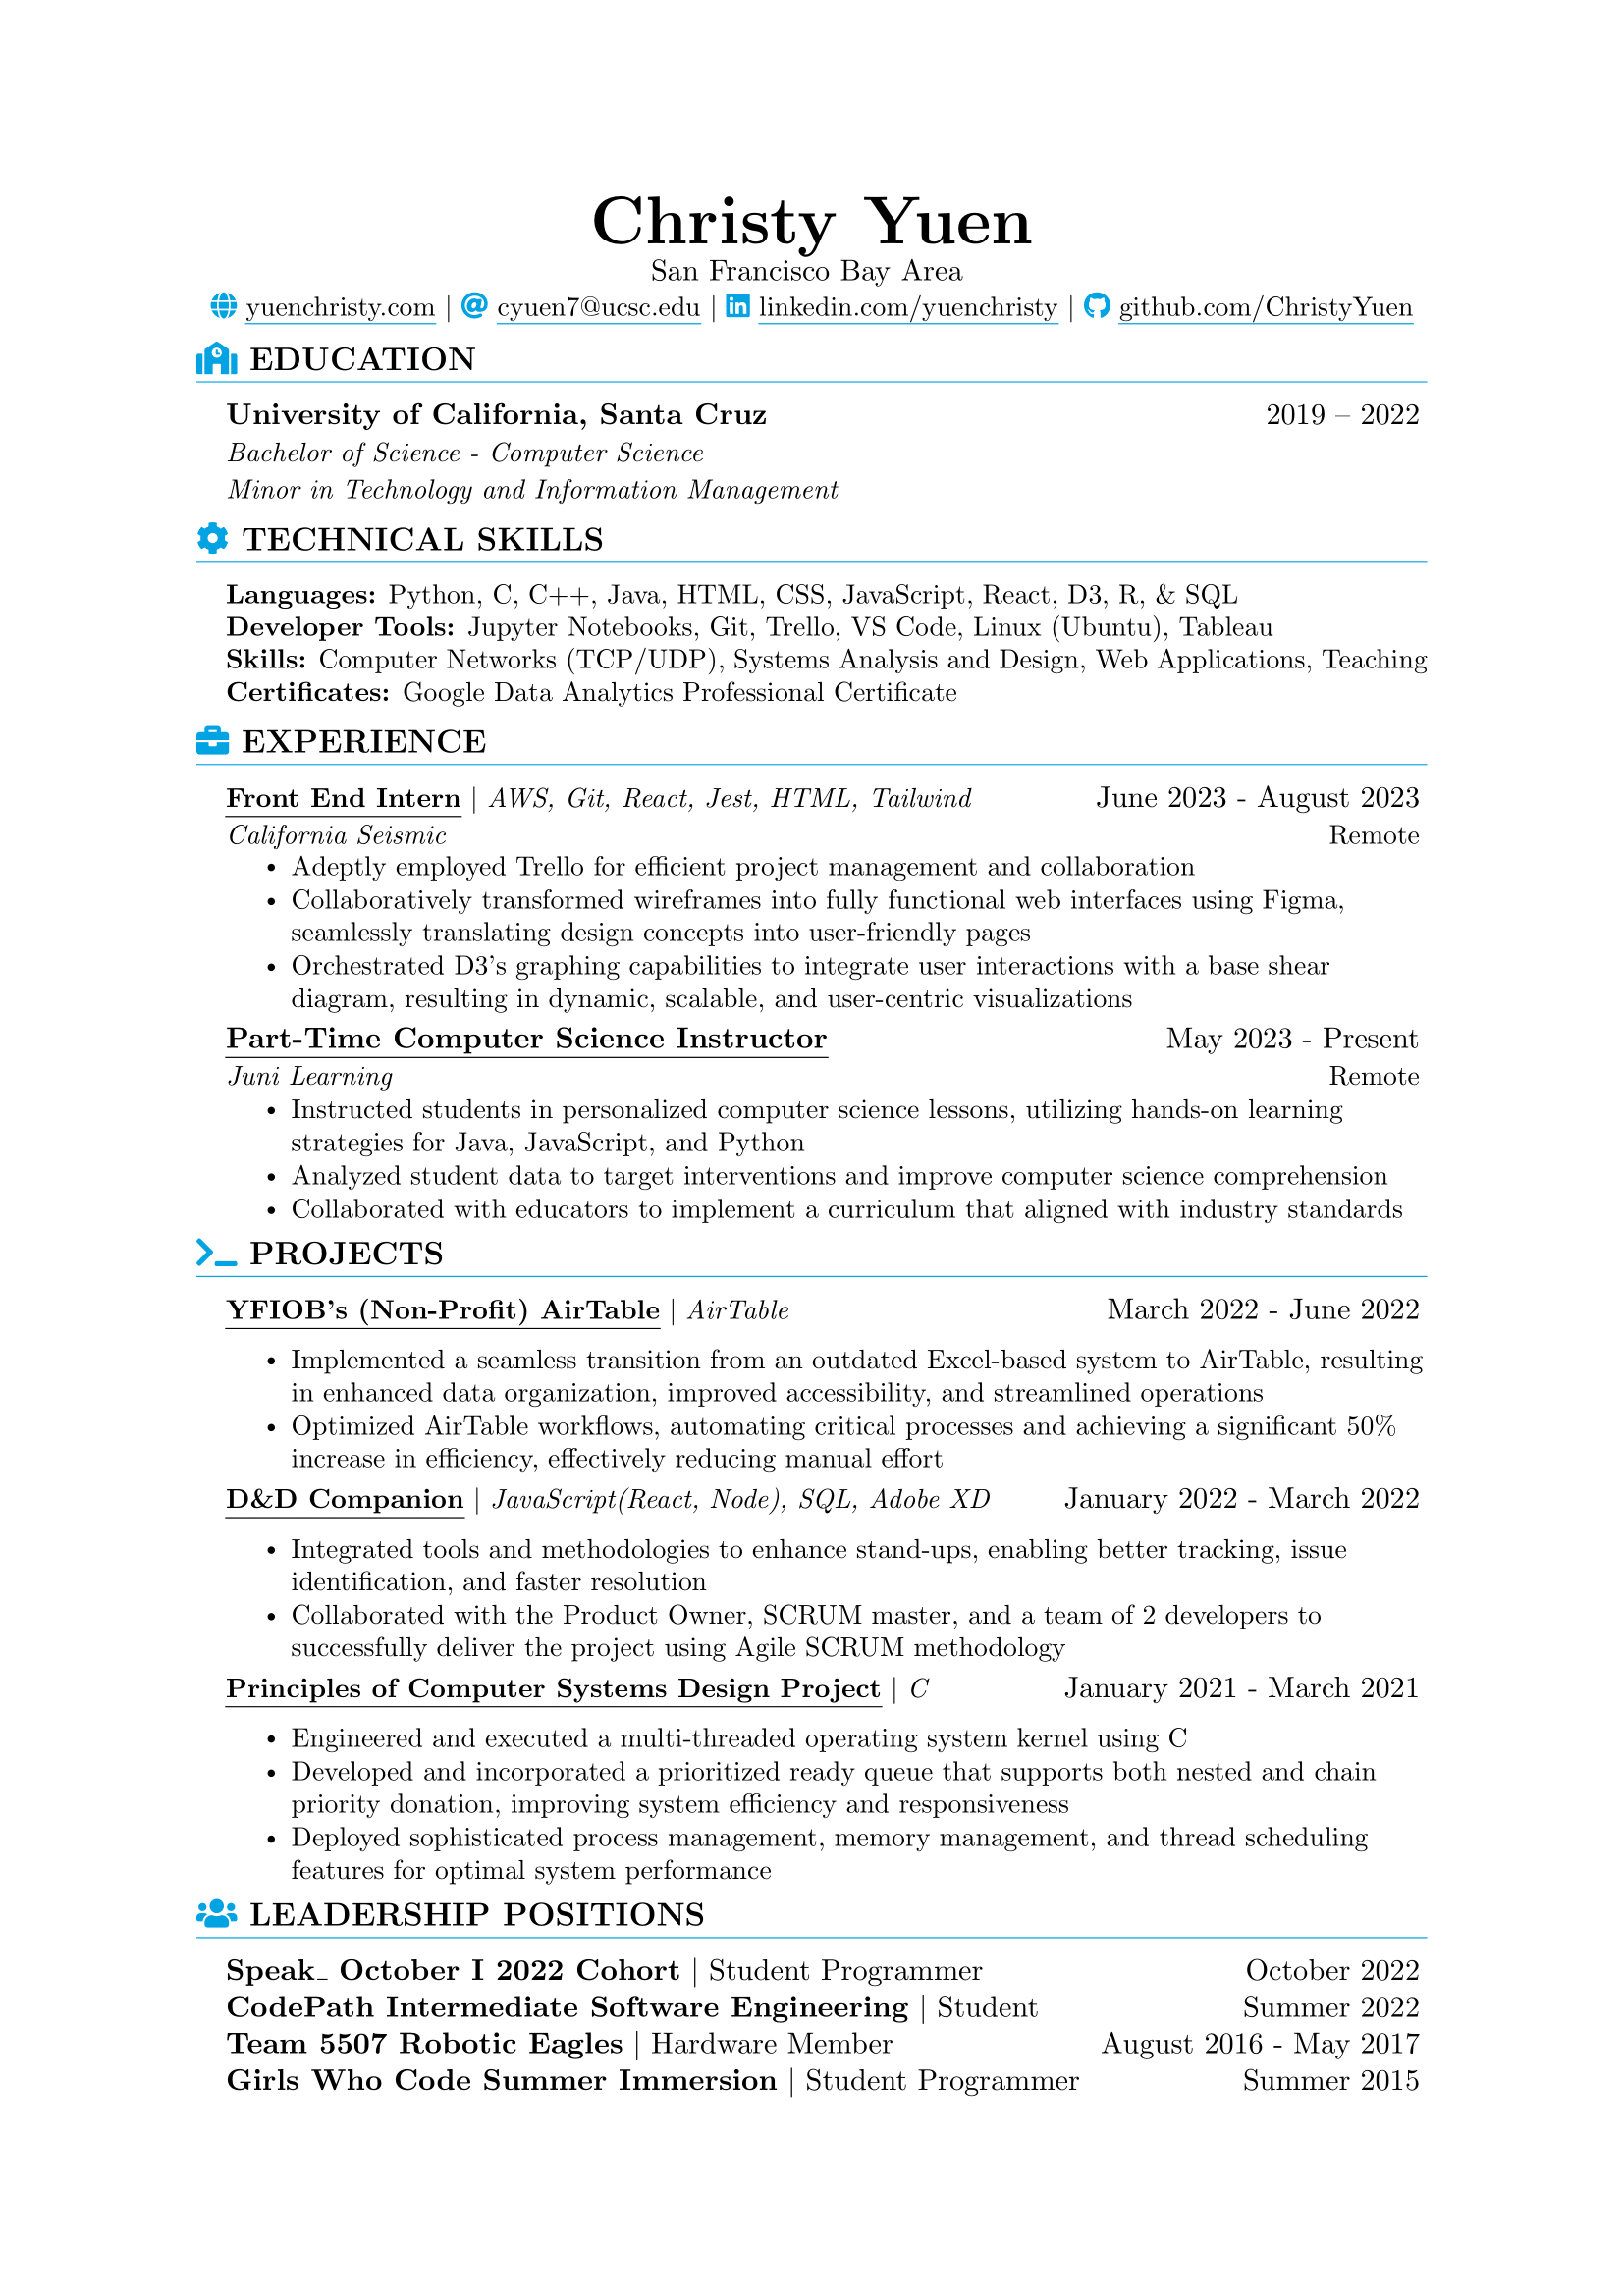 Christy Yuen
San Francisco Bay Area
yuenchristy.com | cyuen7@ucsc.edu | linkedin.com/yuenchristy | github.com/ChristyYuen
EDUCATION
University of California, Santa Cruz 2019 – 2022
Bachelor of Science - Computer Science
Minor in Technology and Information Management
TECHNICAL SKILLS
Languages: Python, C, C++, Java, HTML, CSS, JavaScript, React, D3, R, & SQL
Developer Tools: Jupyter Notebooks, Git, Trello, VS Code, Linux (Ubuntu), Tableau
Skills: Computer Networks (TCP/UDP), Systems Analysis and Design, Web Applications, Teaching
Certificates: Google Data Analytics Professional Certificate
EXPERIENCE
Front End Intern | AWS, Git, React, Jest, HTML, Tailwind June 2023 - August 2023
California Seismic Remote
• Adeptly employed Trello for efficient project management and collaboration
• Collaboratively transformed wireframes into fully functional web interfaces using Figma,
seamlessly translating design concepts into user-friendly pages
• Orchestrated D3's graphing capabilities to integrate user interactions with a base shear
diagram, resulting in dynamic, scalable, and user-centric visualizations
Part-Time Computer Science Instructor May 2023 - Present
Juni Learning Remote
• Instructed students in personalized computer science lessons, utilizing hands-on learning
strategies for Java, JavaScript, and Python
• Analyzed student data to target interventions and improve computer science comprehension
• Collaborated with educators to implement a curriculum that aligned with industry standards
PROJECTS
YFIOB's (Non-Profit) AirTable | AirTable March 2022 - June 2022
• Implemented a seamless transition from an outdated Excel-based system to AirTable, resulting
in enhanced data organization, improved accessibility, and streamlined operations
• Optimized AirTable workflows, automating critical processes and achieving a significant 50%
increase in efficiency, effectively reducing manual effort
D&D Companion | JavaScript(React, Node), SQL, Adobe XD January 2022 - March 2022
• Integrated tools and methodologies to enhance stand-ups, enabling better tracking, issue
identification, and faster resolution
• Collaborated with the Product Owner, SCRUM master, and a team of 2 developers to
successfully deliver the project using Agile SCRUM methodology
Principles of Computer Systems Design Project | C January 2021 - March 2021
• Engineered and executed a multi-threaded operating system kernel using C
• Developed and incorporated a prioritized ready queue that supports both nested and chain
priority donation, improving system efficiency and responsiveness
• Deployed sophisticated process management, memory management, and thread scheduling
features for optimal system performance
LEADERSHIP POSITIONS
Speak_ October I 2022 Cohort | Student Programmer October 2022
CodePath Intermediate Software Engineering | Student Summer 2022
Team 5507 Robotic Eagles | Hardware Member August 2016 - May 2017
Girls Who Code Summer Immersion | Student Programmer Summer 2015